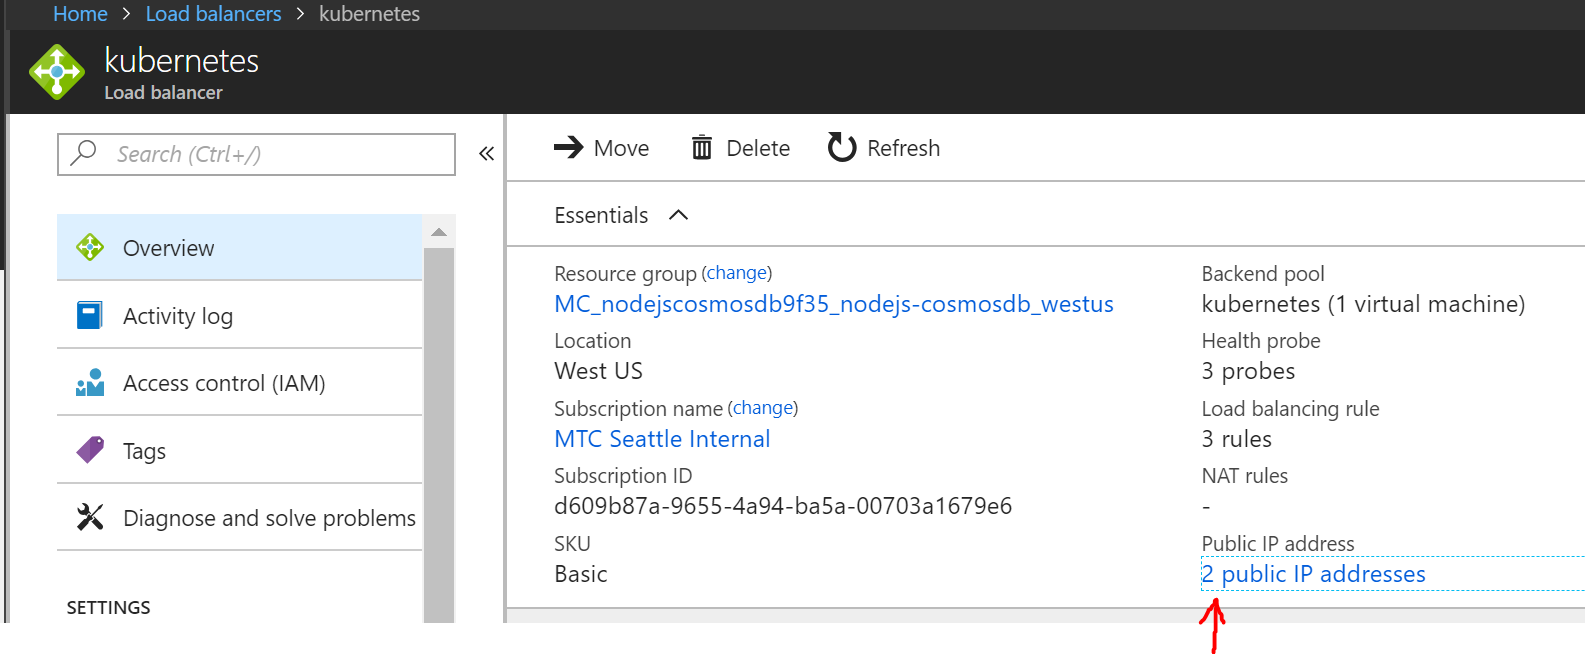 Home > Load balancers > kubernetes
kubernetes
Load balancer
Search (Ctrl+/)
«
Overview
Activity log
Access control (IAM)
Tags
Diagnose and solve problems
SETTINGS
Move Delete Refresh
Essentials
Resource group (change)
MC_nodejscosmosdb9f35_nodejs-cosmosdb_westus
Location
West US
Subscription name (change)
MTC Seattle Internal
Subscription ID
d609b87a-9655-4a94-ba5a-00703a1679e6
SKU
Basic
Backend pool
kubernetes (1 virtual machine)
Health probe
3 probes
Load balancing rule
3 rules
NAT rules
-
Public IP address
2 public IP addresses